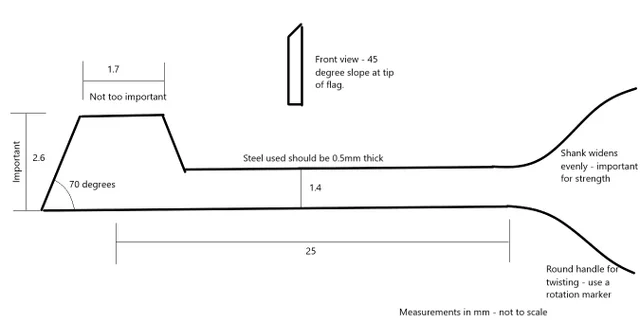 1.7
Front view - 45
degree slope at tip
of flag.
Not too important
Important
2.6
Steel used should be 0.5mm thick
Shank widens
evenly - important
for strength
70 degrees
1.4
25
Round handle for
twisting - use a
rotation marker
Measurements in mm - not to scale